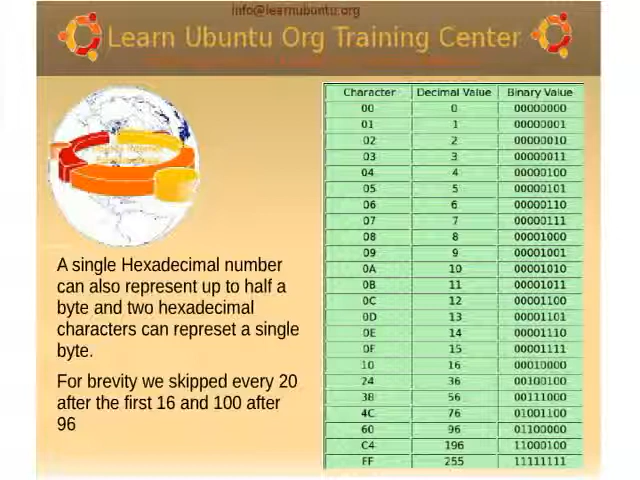 info@learnubuntu.org
Learn Ubuntu Org Training Center
Character Decimal Value Binary Value
00 0 00000000
01 1 00000001
02 2 00000010
03 3 00000011
04 4 00000100
05 5 00000101
06 6 00000110
07 7 00000111
08 8 00001000
09 9 00001001
0A 10 00001010
0B 11 00001011
0C 12 00001100
0D 13 00001101
0E 14 00001110
0F 15 00001111
10 16 00010000
24 36 00100100
38 56 00111000
4C 76 01001100
60 96 01100000
C4 196 11000100
FF 255 11111111
A single Hexadecimal number
can also represent up to half a
byte and two hexadecimal
characters can represet a single
byte.
For brevity we skipped every 20
after the first 16 and 100 after
96